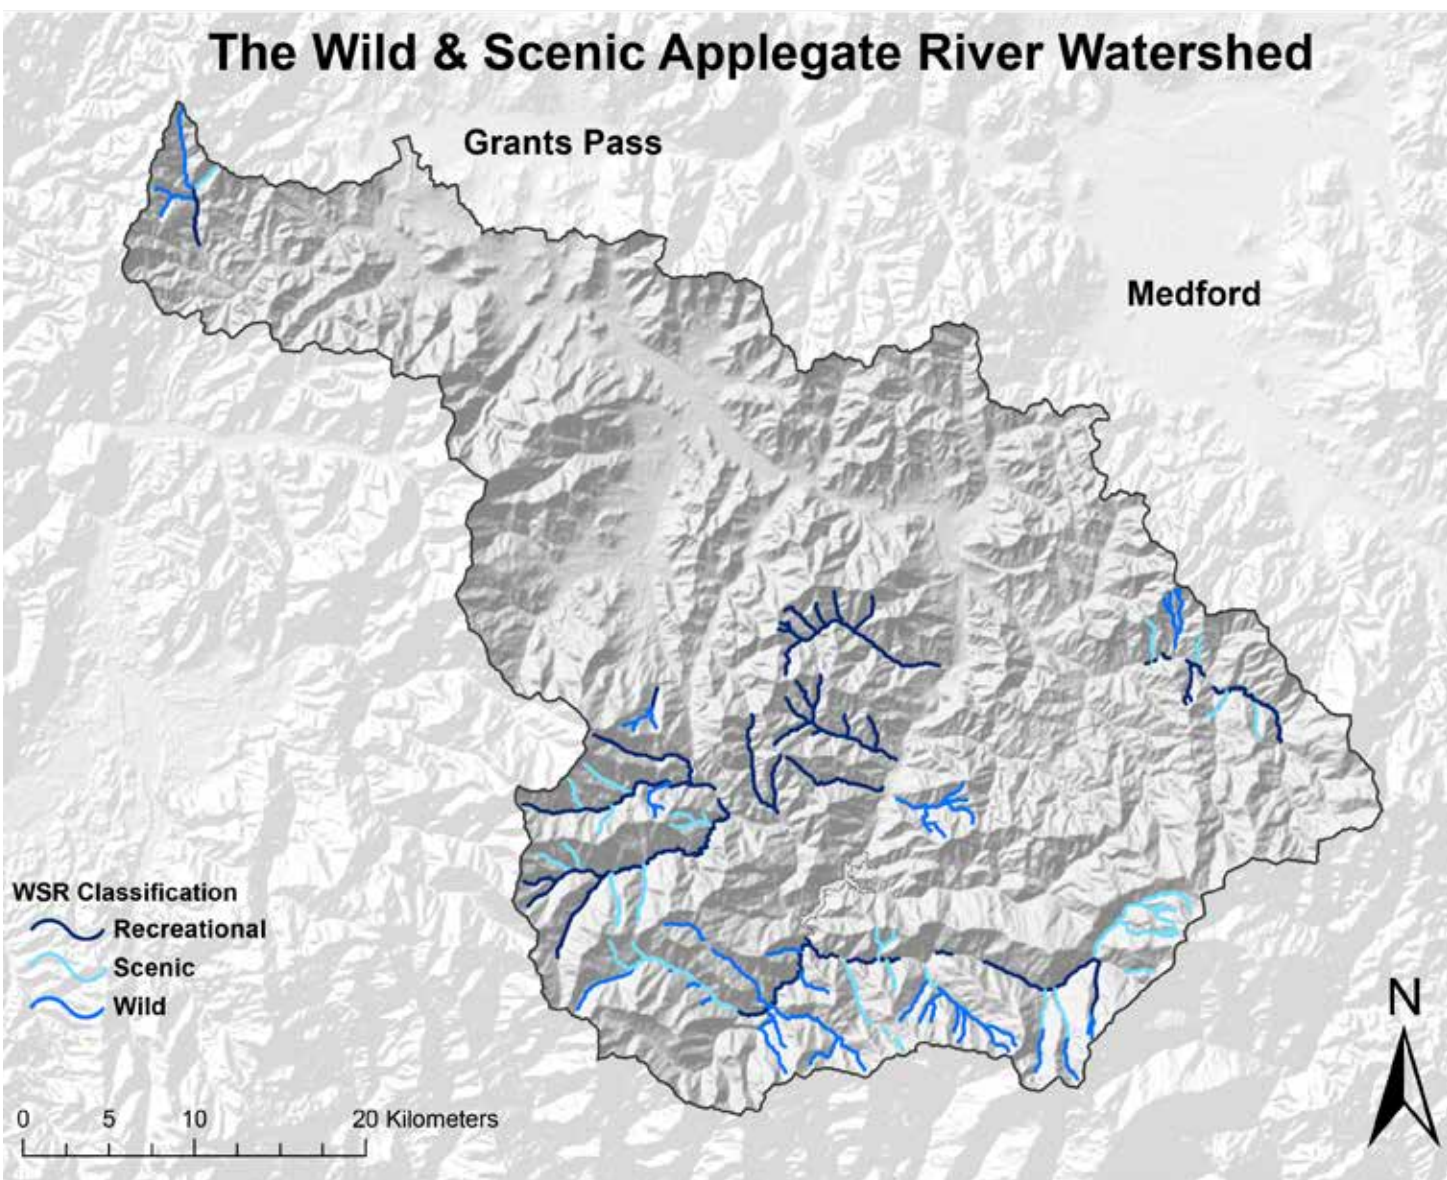 The Wild & Scenic Applegate River Watershed
Grants Pass
Medford
WSR Classification
Recreational
Scenic
Wild
N
0 5 10 20 Kilometers